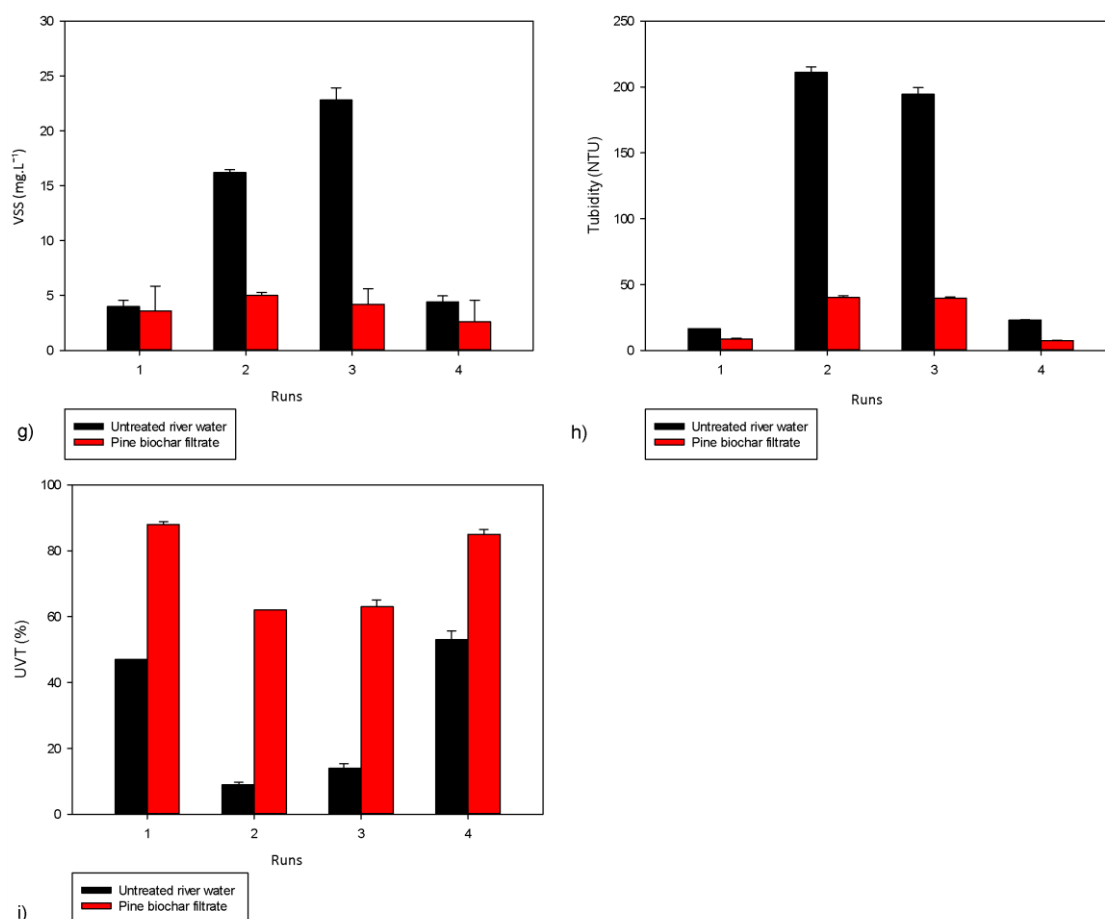 30
25
20
15
10
5
0
VSS (mg.L⁻¹)
1 2 3 4
Runs
Untreated river water
Pine biochar filtrate
g)
250
200
150
100
50
0
Tubidity (NTU)
1 2 3 4
Runs
Untreated river water
Pine biochar filtrate
h)
100
80
60
40
20
0
UVT (%)
1 2 3 4
Runs
Untreated river water
Pine biochar filtrate
i)